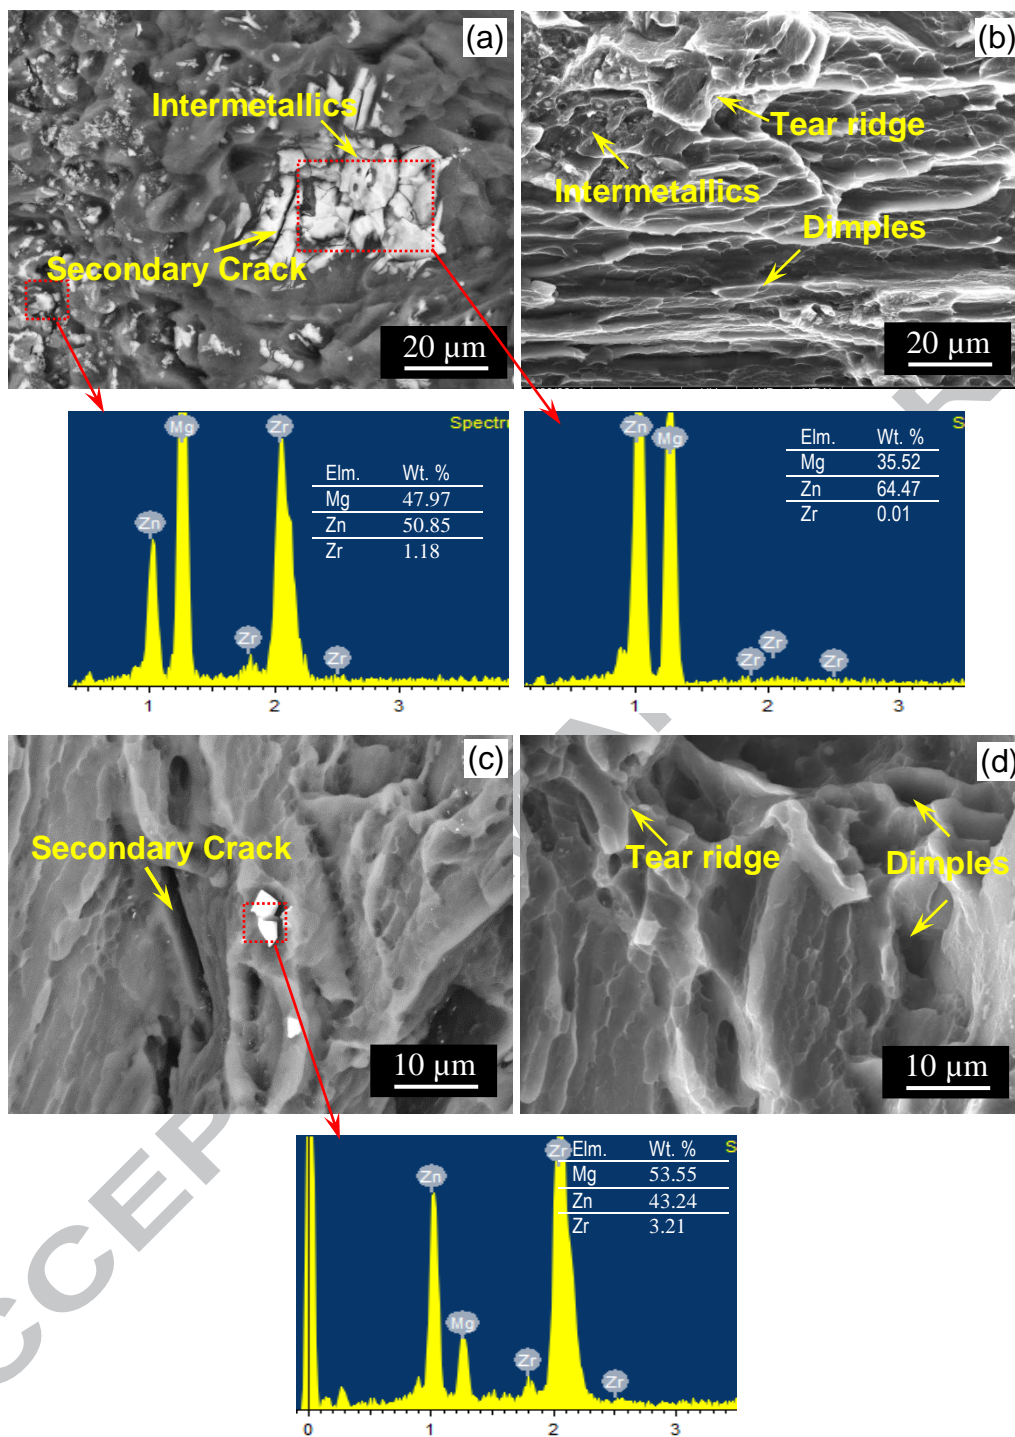 (a)
Intermetallics
Secondary Crack
20 µm
(b)
Tear ridge
Intermetallics
Dimples
20 µm
Spectru
Mg
Zr
Zn
Zr
Zr
Elm. Wt. %
Mg 47.97
Zn 50.85
Zr 1.18
1 2 3
S
Zn
Mg
Zr
Zr
Zr
Elm. Wt. %
Mg 35.52
Zn 64.47
Zr 0.01
1 2 3
(c)
Secondary Crack
10 µm
(d)
Tear ridge
Dimples
10 µm
Zr
S
Zn
Mg
Zr
Zr
Elm. Wt. %
Mg 53.55
Zn 43.24
Zr 3.21
0 1 2 3
CCEP